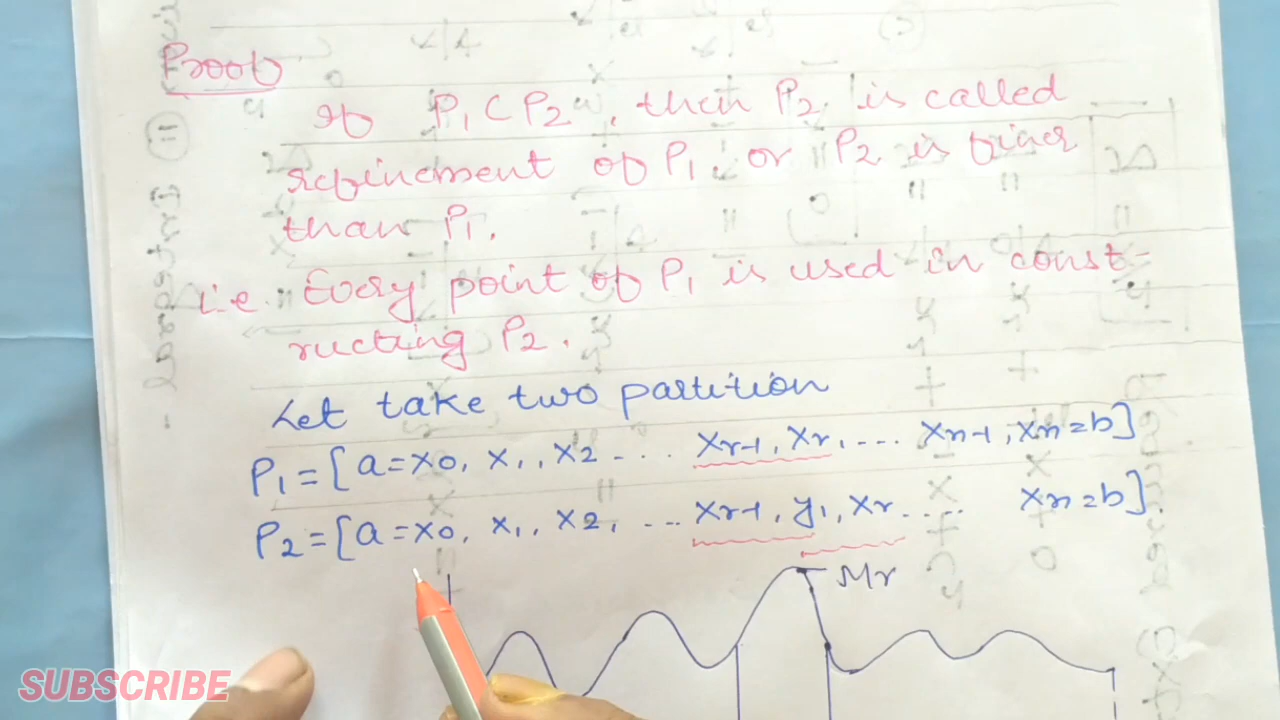 Proof
If P1 ⊂ P2, then P2 is called
refinement of P1, or P2 is finer
than P1.
i.e. Every point of P1 is used in const-
ructing P2.
Let take two partition
P1 = [a = x0, x1, x2 .... xr-1, xr, .... xn-1, xn = b]
P2 = [a = x0, x1, x2, ... xr-1, y1, xr ..... xn = b].
Mr
SUBSCRIBE